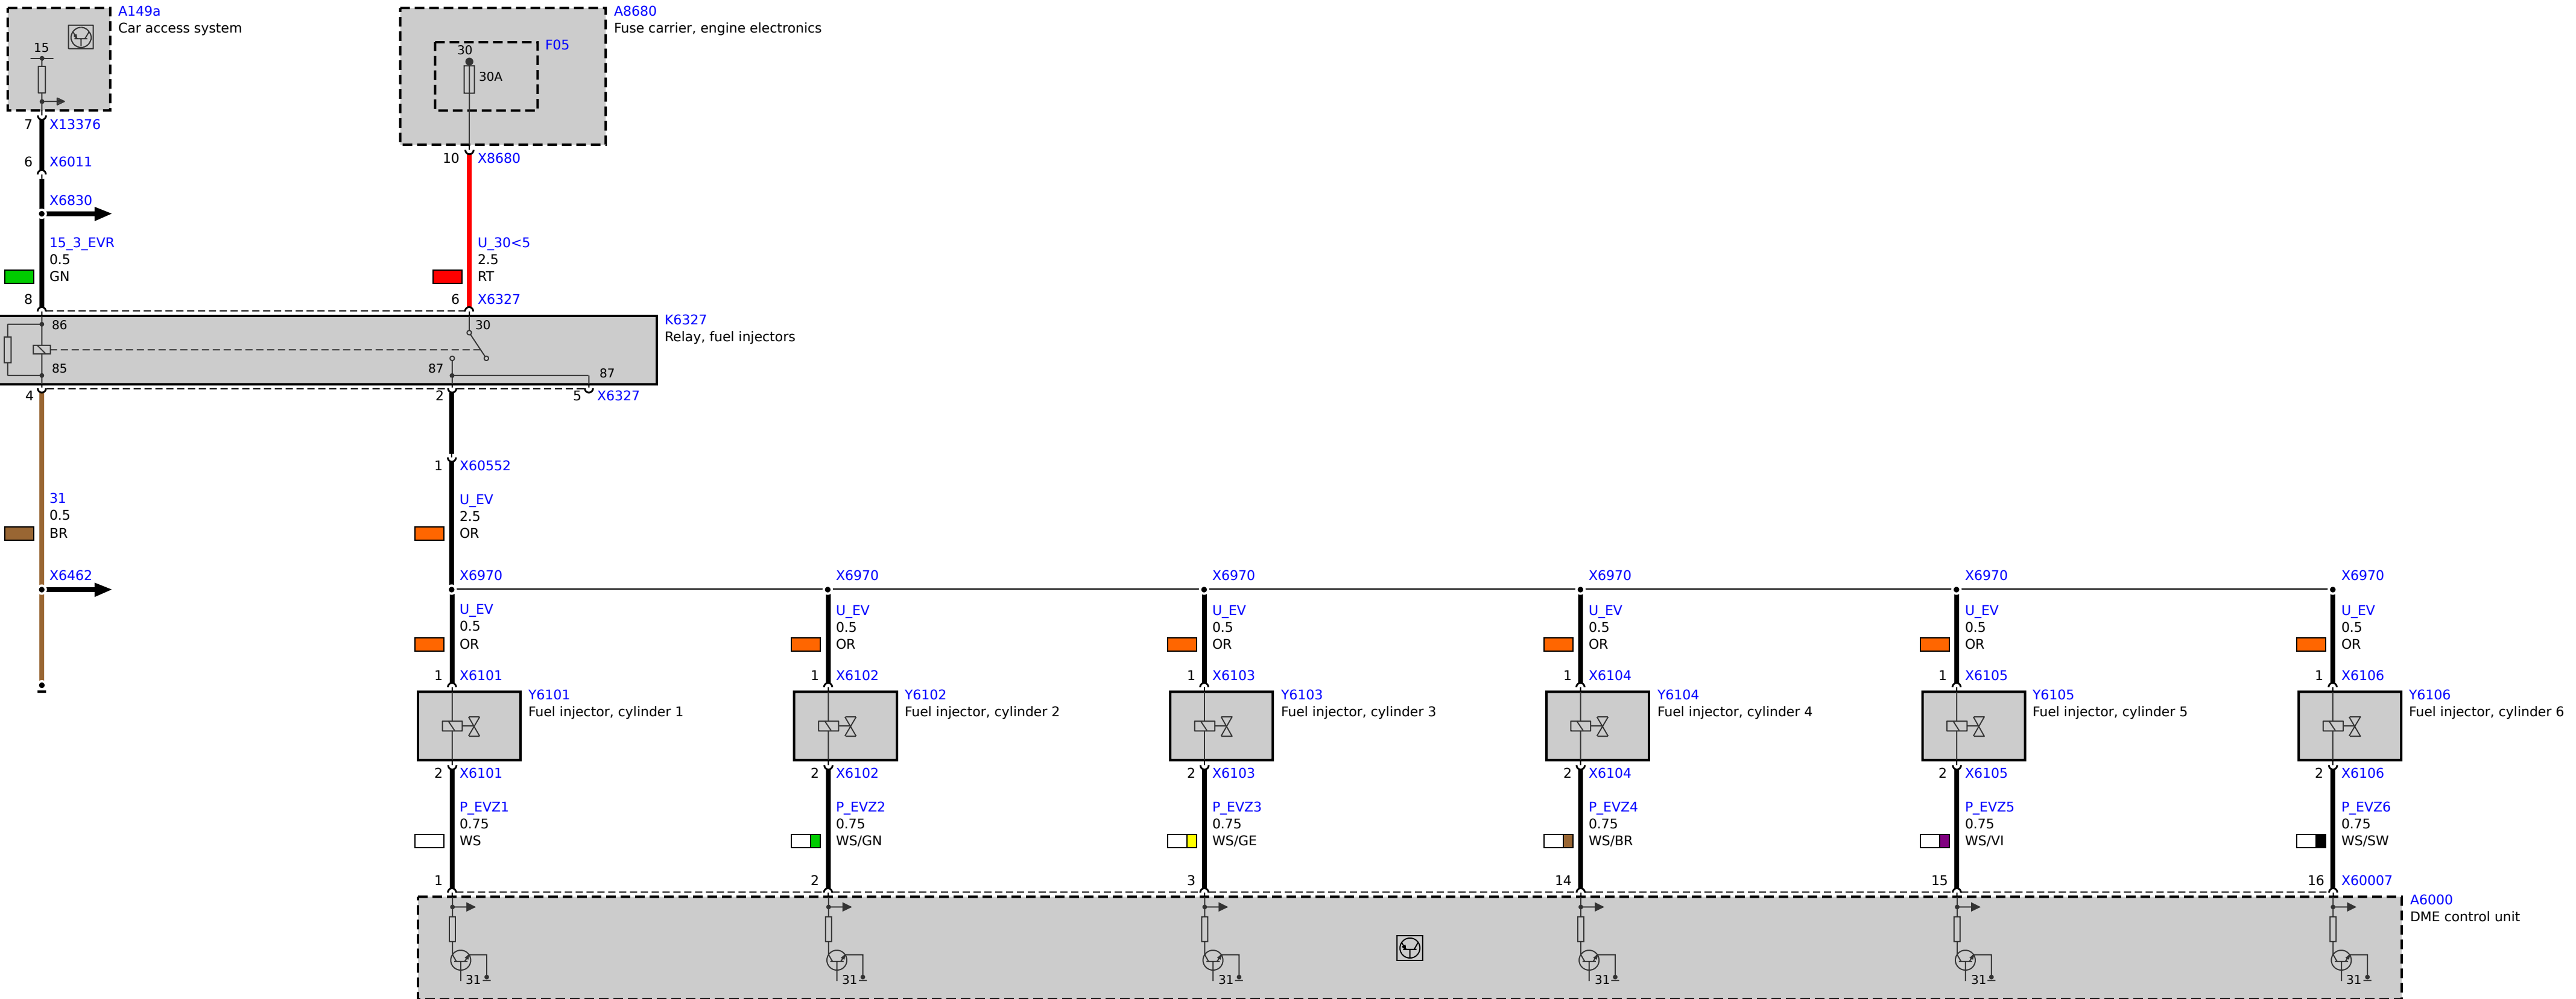 A149a
Car access system
15
A8680
Fuse carrier, engine electronics
F05
30
30A
7 X13376
6 X6011
10 X8680
X6830
15_3_EVR
0.5
GN
U_30<5
2.5
RT
8
6 X6327
K6327
Relay, fuel injectors
86
30
85
87
87
4
2
5 X6327
1 X60552
31
0.5
BR
U_EV
2.5
OR
X6462
X6970
X6970
X6970
X6970
X6970
X6970
U_EV
0.5
OR
U_EV
0.5
OR
U_EV
0.5
OR
U_EV
0.5
OR
U_EV
0.5
OR
U_EV
0.5
OR
1 X6101
1 X6102
1 X6103
1 X6104
1 X6105
1 X6106
Y6101
Fuel injector, cylinder 1
Y6102
Fuel injector, cylinder 2
Y6103
Fuel injector, cylinder 3
Y6104
Fuel injector, cylinder 4
Y6105
Fuel injector, cylinder 5
Y6106
Fuel injector, cylinder 6
2 X6101
2 X6102
2 X6103
2 X6104
2 X6105
2 X6106
P_EVZ1
0.75
WS
P_EVZ2
0.75
WS/GN
P_EVZ3
0.75
WS/GE
P_EVZ4
0.75
WS/BR
P_EVZ5
0.75
WS/VI
P_EVZ6
0.75
WS/SW
1
2
3
14
15
16 X60007
A6000
DME control unit
31
31
31
31
31
31